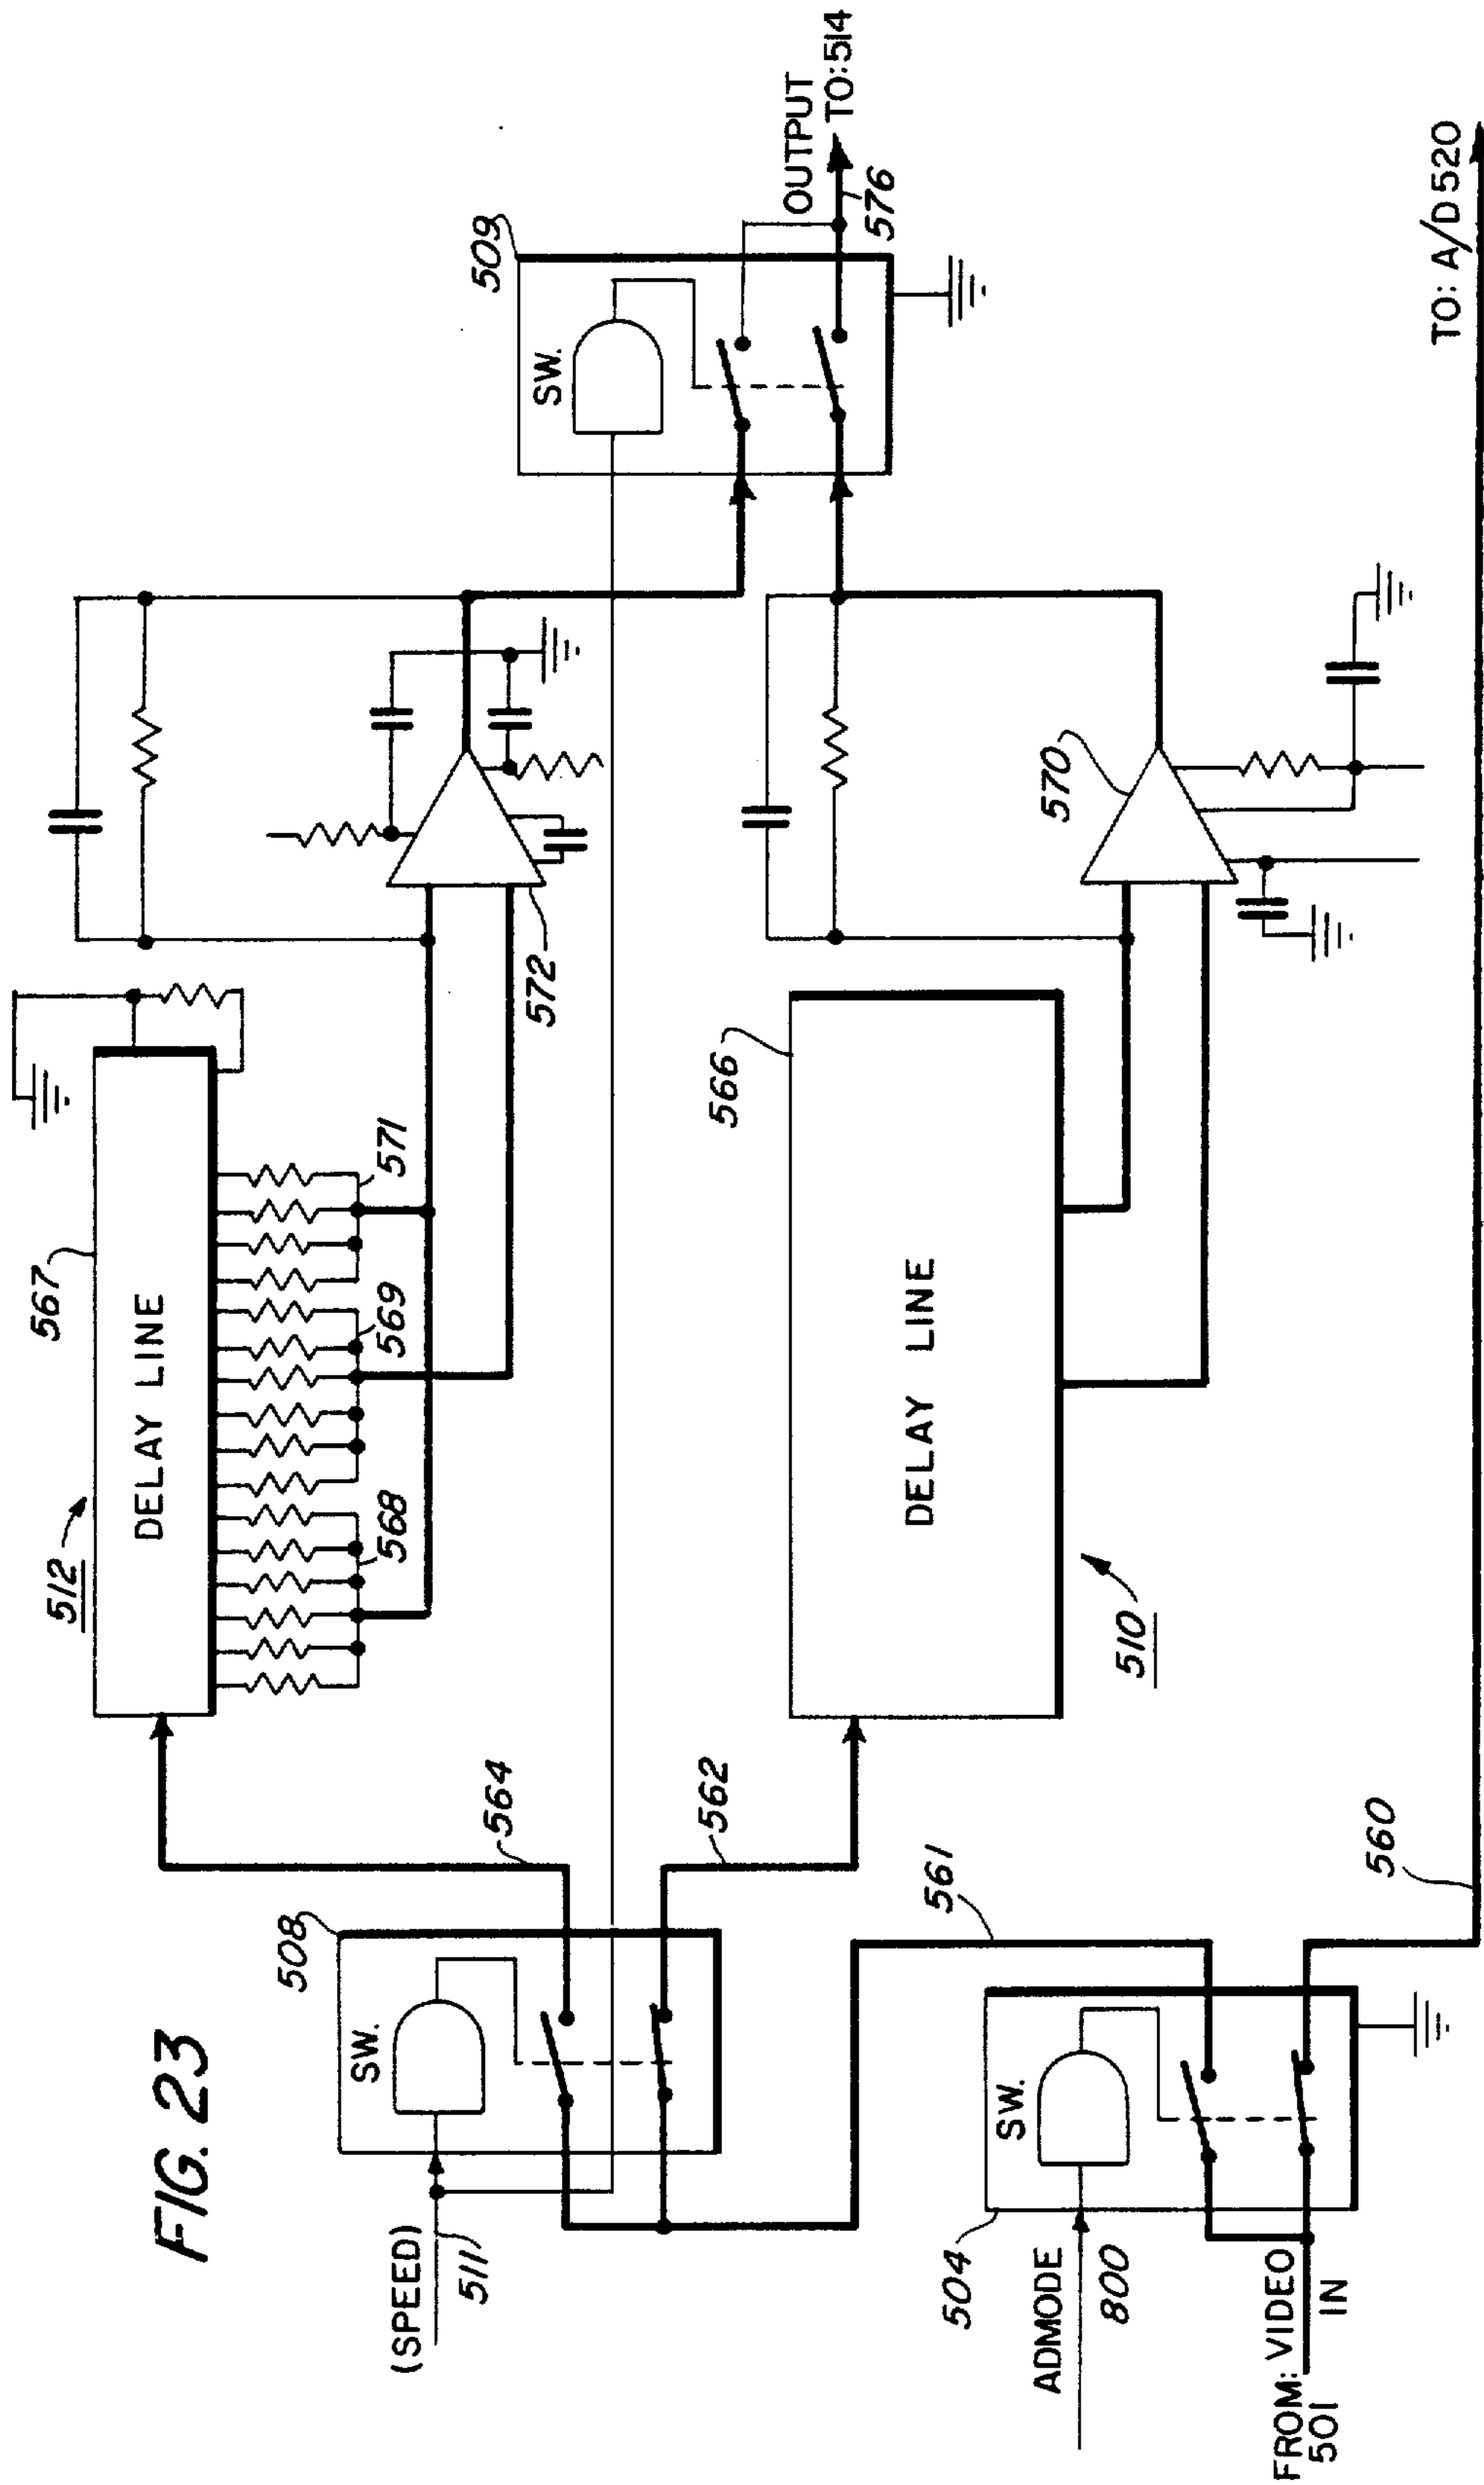 FIG. 23
512
567
DELAY LINE
568
569
571
572
564
508
SW.
(SPEED)
511
509
SW.
OUTPUT
TO:514
576
562
566
DELAY LINE
510
570
561
504
SW.
ADMODE
800
FROM: VIDEO
501 IN
560
TO: A/D 520